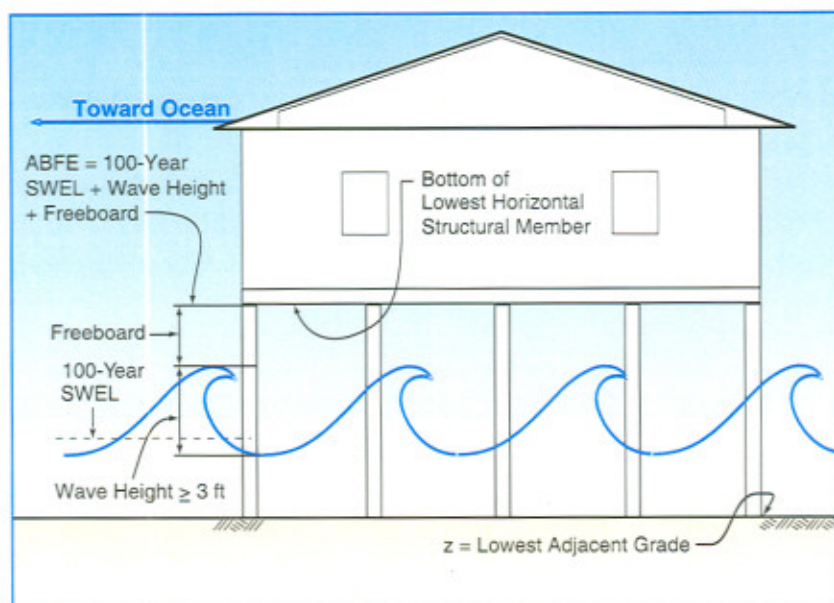 Toward Ocean
ABFE = 100-Year
SWEL + Wave Height
+ Freeboard
Bottom of
Lowest Horizontal
Structural Member
Freeboard
100-Year
SWEL
Wave Height ≥ 3 ft
z = Lowest Adjacent Grade